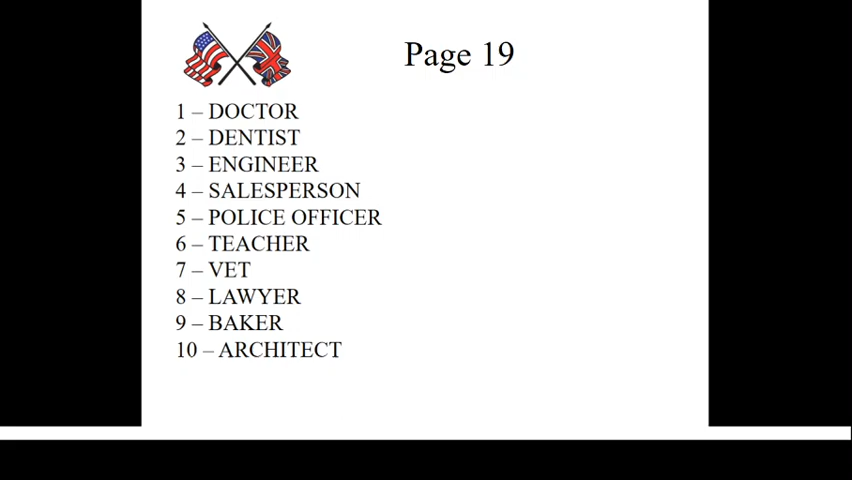 Page 19
1 – DOCTOR
2 – DENTIST
3 – ENGINEER
4 – SALESPERSON
5 – POLICE OFFICER
6 – TEACHER
7 – VET
8 – LAWYER
9 – BAKER
10 – ARCHITECT